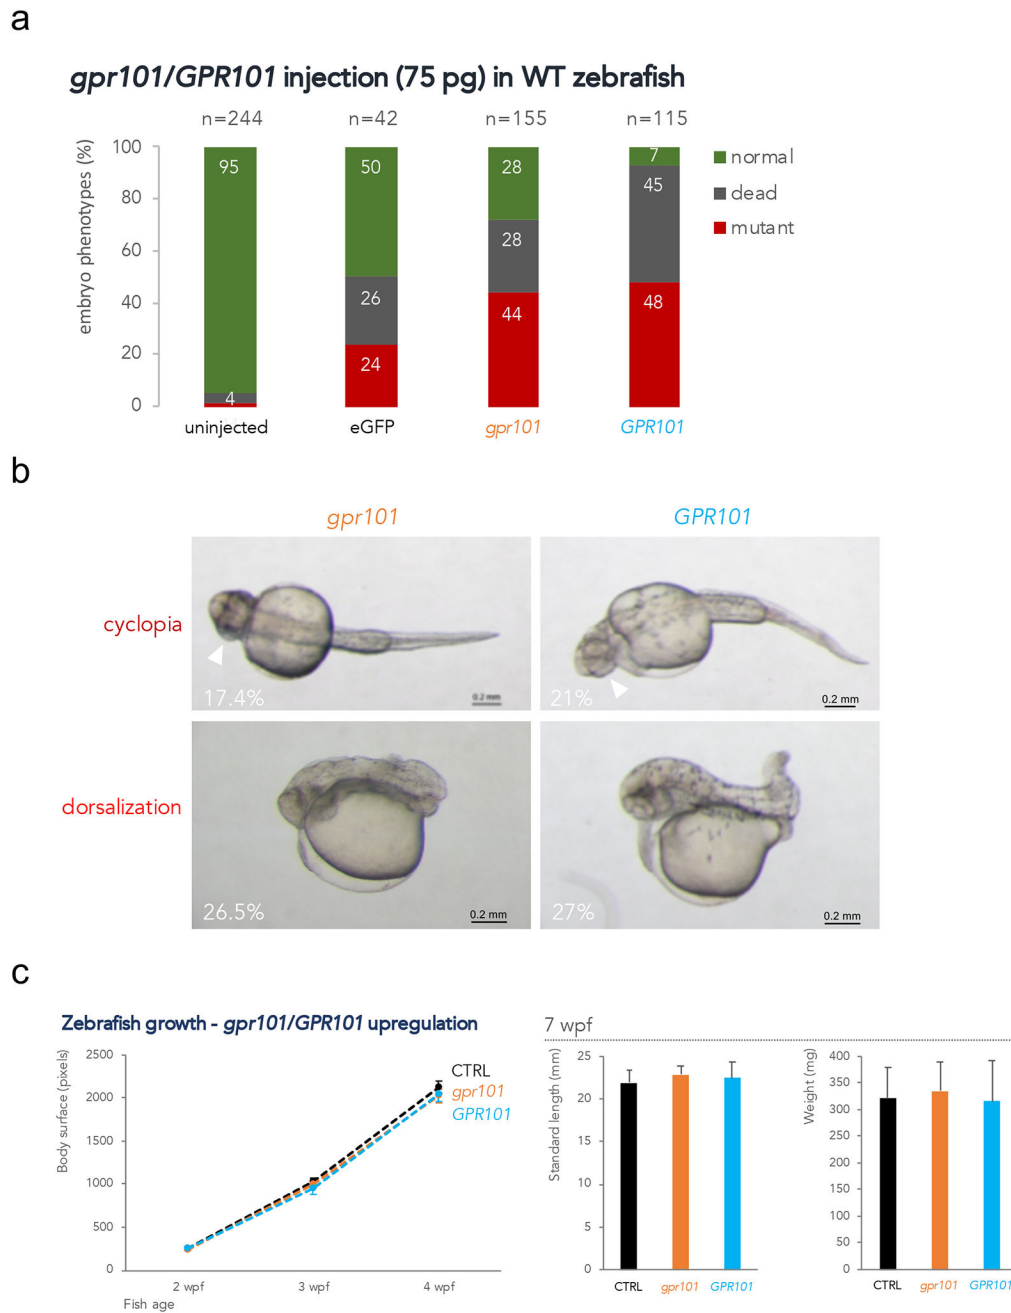 a
gpr101/GPR101 injection (75 pg) in WT zebrafish
n=244 n=42 n=155 n=115
embryo phenotypes (%)
100
80
60
40
20
0
95
4
50
26
24
28
28
44
7
45
48
normal
dead
mutant
uninjected eGFP gpr101 GPR101
b
gpr101 GPR101
cyclopia
17.4%
0.2 mm
21%
0.2 mm
dorsalization
26.5%
0.2 mm
27%
0.2 mm
c
Zebrafish growth - gpr101/GPR101 upregulation
Body surface (pixels)
2500
2000
1500
1000
500
0
CTRL
gpr101
GPR101
2 wpf 3 wpf 4 wpf
Fish age
7 wpf
Standard length (mm)
25
20
15
10
5
0
CTRL gpr101 GPR101
Weight (mg)
400
350
300
250
200
150
100
50
0
CTRL gpr101 GPR101